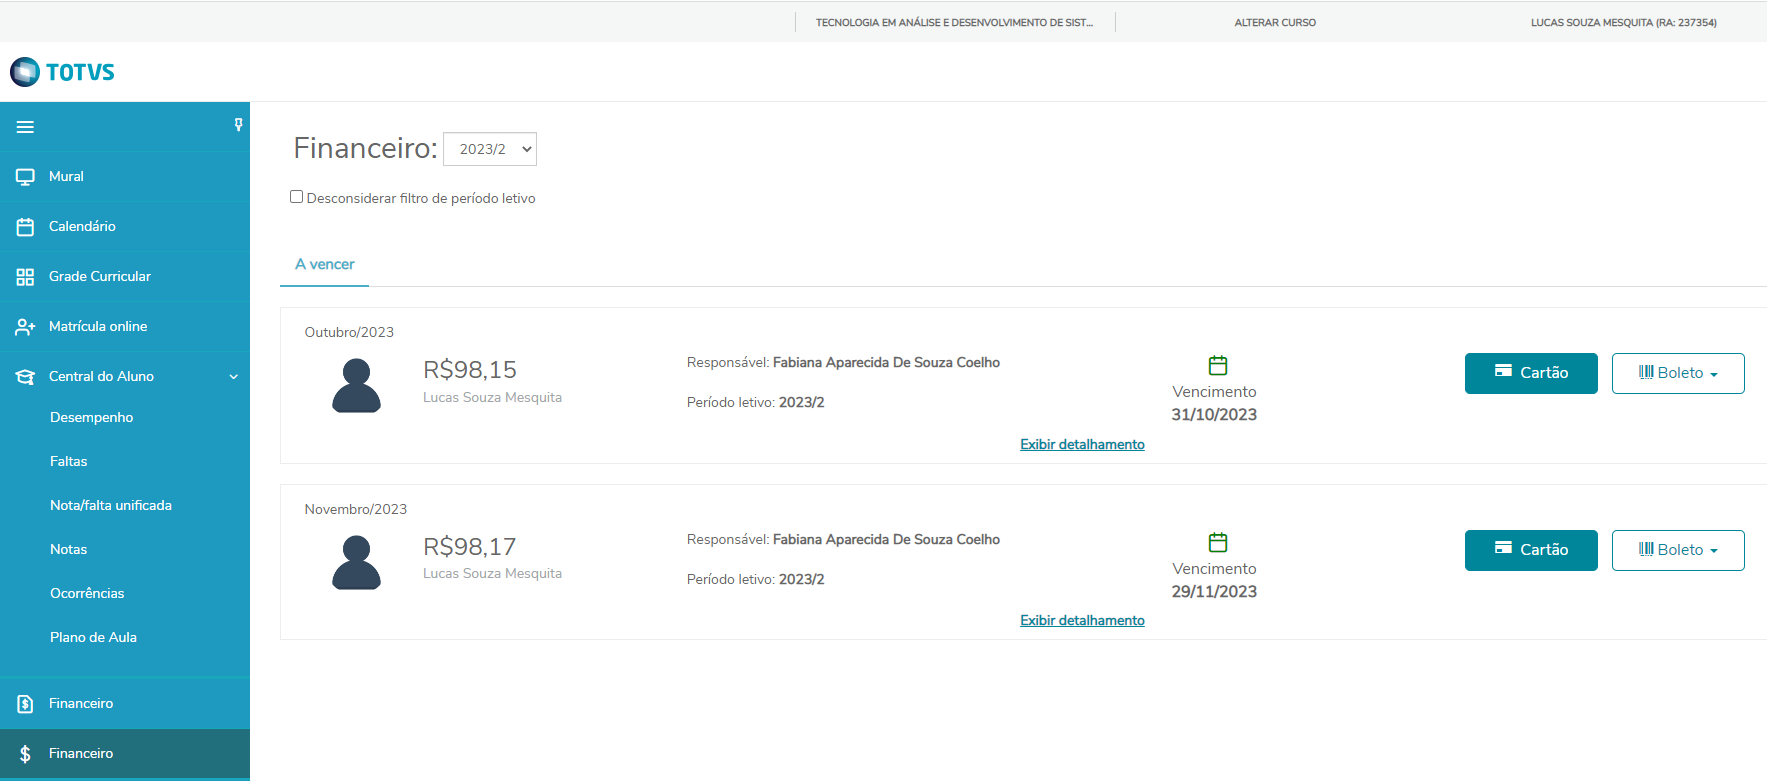 TECNOLOGIA EM ANÁLISE E DESENVOLVIMENTO DE SIST...
ALTERAR CURSO
LUCAS SOUZA MESQUITA (RA: 237354)
TOTVS
Mural
Calendário
Grade Curricular
Matrícula online
Central do Aluno
Desempenho
Faltas
Nota/falta unificada
Notas
Ocorrências
Plano de Aula
Financeiro
Financeiro
Financeiro: 2023/2
Desconsiderar filtro de período letivo
A vencer
Outubro/2023
R$98,15
Lucas Souza Mesquita
Responsável: Fabiana Aparecida De Souza Coelho
Período letivo: 2023/2
Vencimento
31/10/2023
Exibir detalhamento
Cartão
Boleto
Novembro/2023
R$98,17
Lucas Souza Mesquita
Responsável: Fabiana Aparecida De Souza Coelho
Período letivo: 2023/2
Vencimento
29/11/2023
Exibir detalhamento
Cartão
Boleto